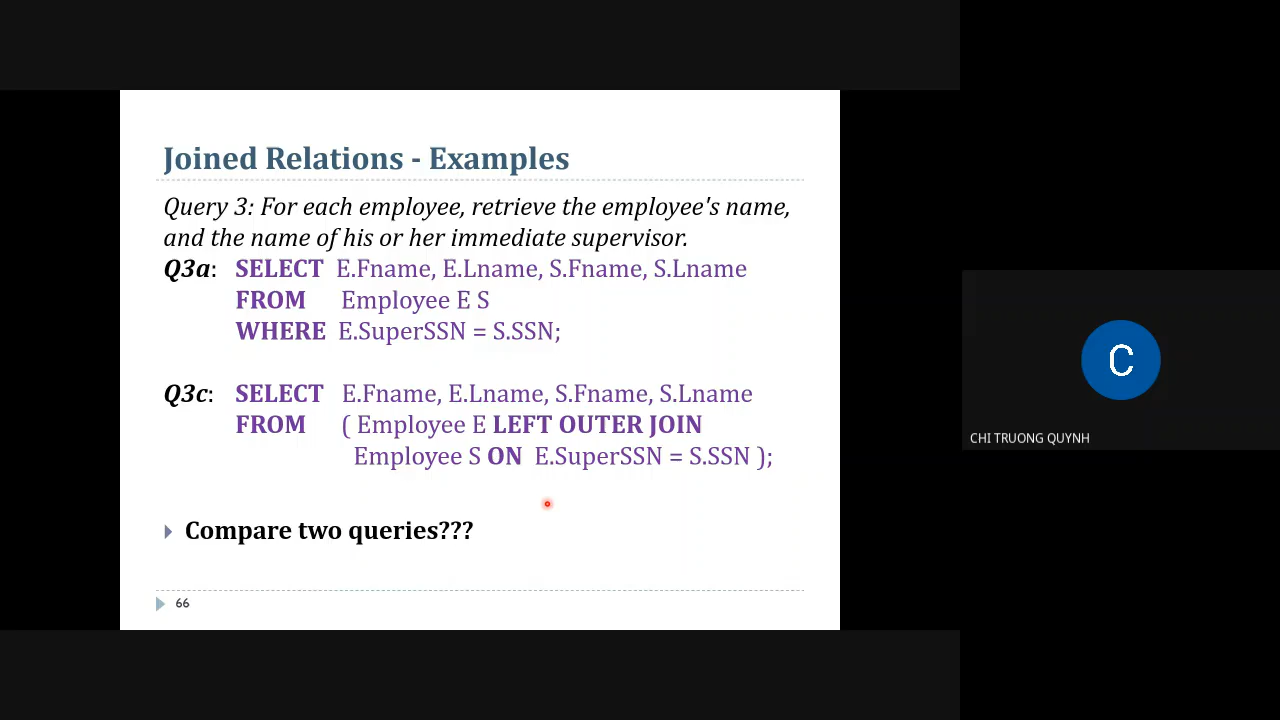 Joined Relations - Examples
Query 3: For each employee, retrieve the employee's name,
and the name of his or her immediate supervisor.
Q3a: SELECT E.Fname, E.Lname, S.Fname, S.Lname
FROM Employee E S
WHERE E.SuperSSN = S.SSN;
Q3c: SELECT E.Fname, E.Lname, S.Fname, S.Lname
FROM ( Employee E LEFT OUTER JOIN
Employee S ON E.SuperSSN = S.SSN );
Compare two queries???
66
C
CHI TRUONG QUYNH